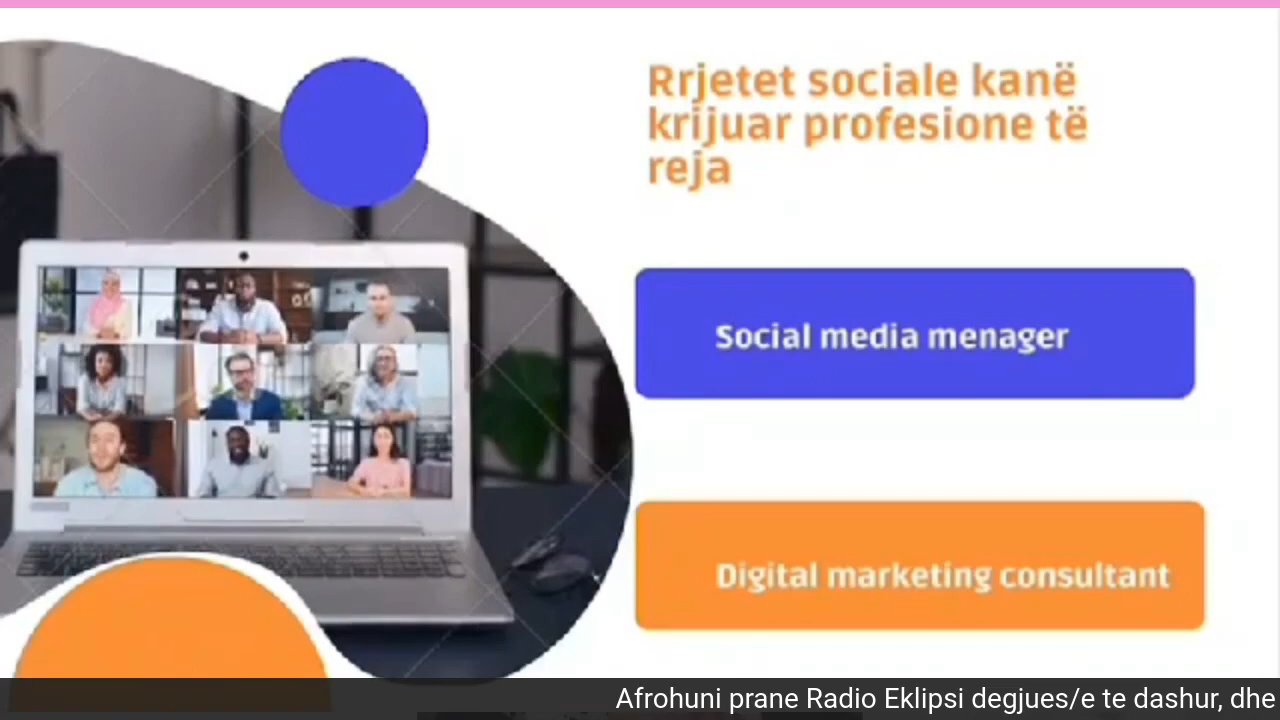 Rrjetet sociale kanë
krijuar profesione të
reja
Social media menager
Digital marketing consultant
Afrohuni prane Radio Eklipsi degjues/e te dashur, dhe